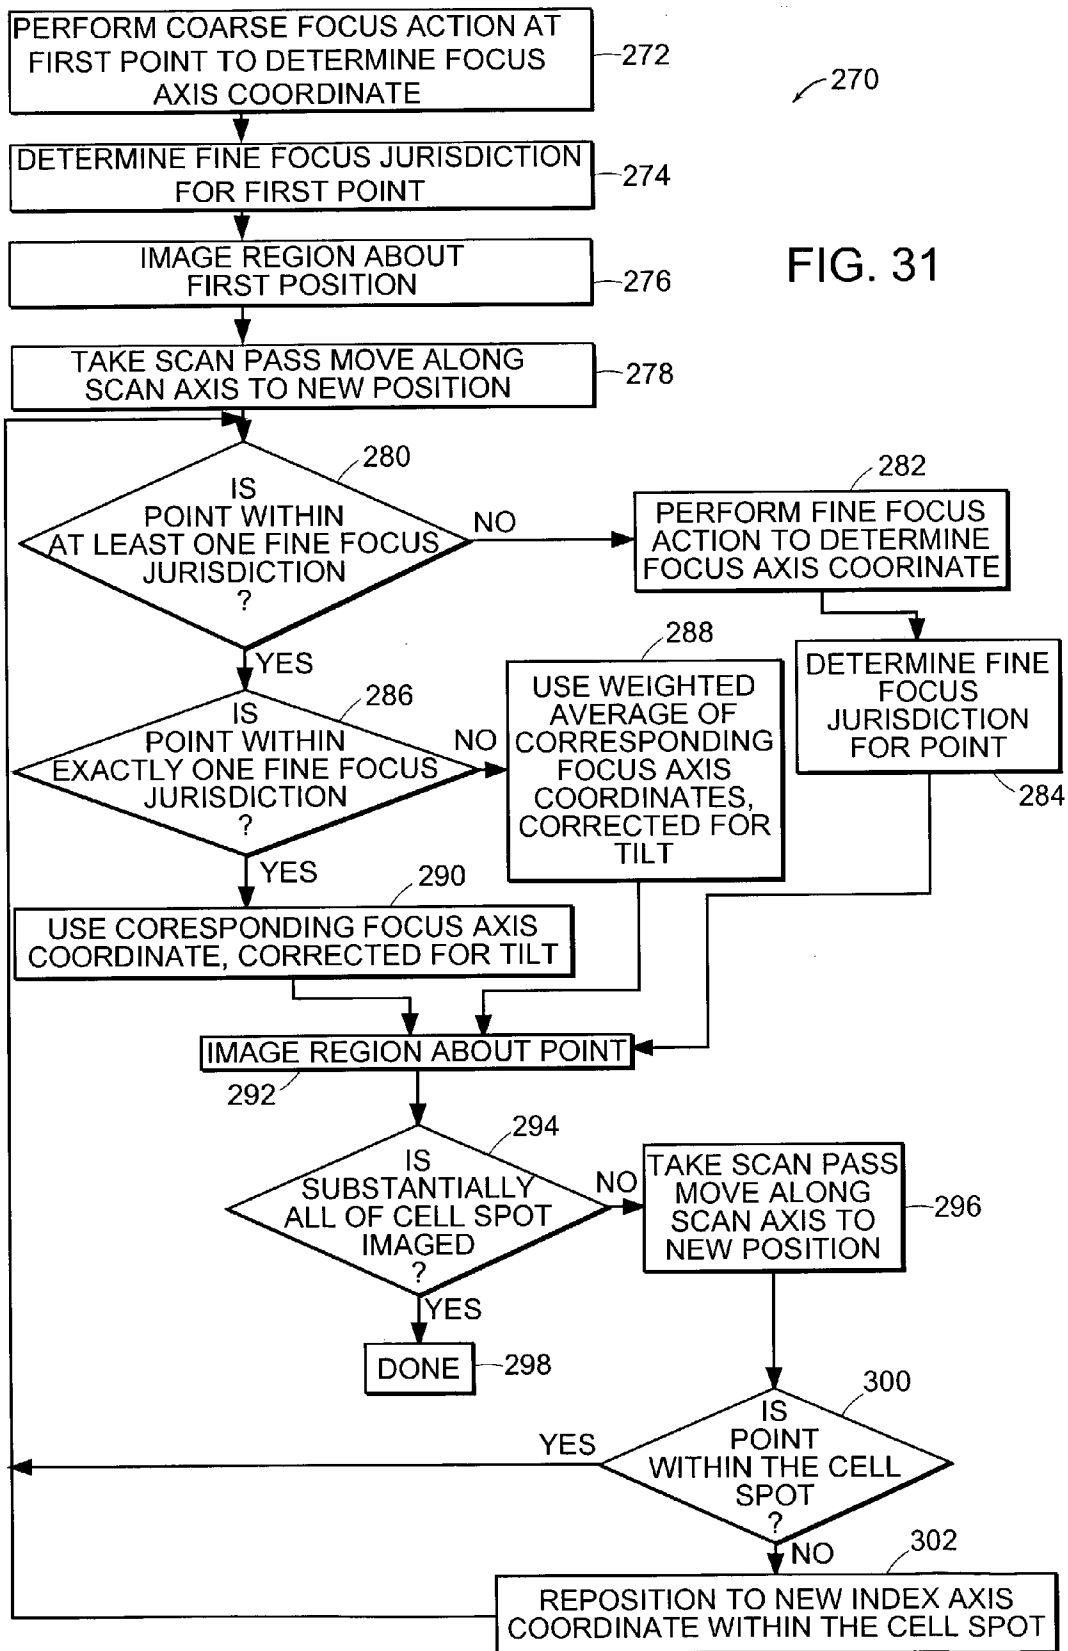 PERFORM COARSE FOCUS ACTION AT
FIRST POINT TO DETERMINE FOCUS
AXIS COORDINATE
272
270
DETERMINE FINE FOCUS JURISDICTION
FOR FIRST POINT
274
IMAGE REGION ABOUT
FIRST POSITION
276
FIG. 31
TAKE SCAN PASS MOVE ALONG
SCAN AXIS TO NEW POSITION
278
280
IS
POINT WITHIN
AT LEAST ONE FINE FOCUS
JURISDICTION
?
NO
YES
282
PERFORM FINE FOCUS
ACTION TO DETERMINE
FOCUS AXIS COORINATE
DETERMINE FINE
FOCUS
JURISDICTION
FOR POINT
284
286
IS
POINT WITHIN
EXACTLY ONE FINE FOCUS
JURISDICTION
?
NO
YES
288
USE WEIGHTED
AVERAGE OF
CORRESPONDING
FOCUS AXIS
COORDINATES,
CORRECTED FOR
TILT
290
USE CORESPONDING FOCUS AXIS
COORDINATE, CORRECTED FOR TILT
IMAGE REGION ABOUT POINT
292
294
IS
SUBSTANTIALLY
ALL OF CELL SPOT
IMAGED
?
NO
YES
TAKE SCAN PASS
MOVE ALONG
SCAN AXIS TO
NEW POSITION
296
DONE
298
300
IS
POINT
WITHIN THE CELL
SPOT
?
YES
NO
302
REPOSITION TO NEW INDEX AXIS
COORDINATE WITHIN THE CELL SPOT